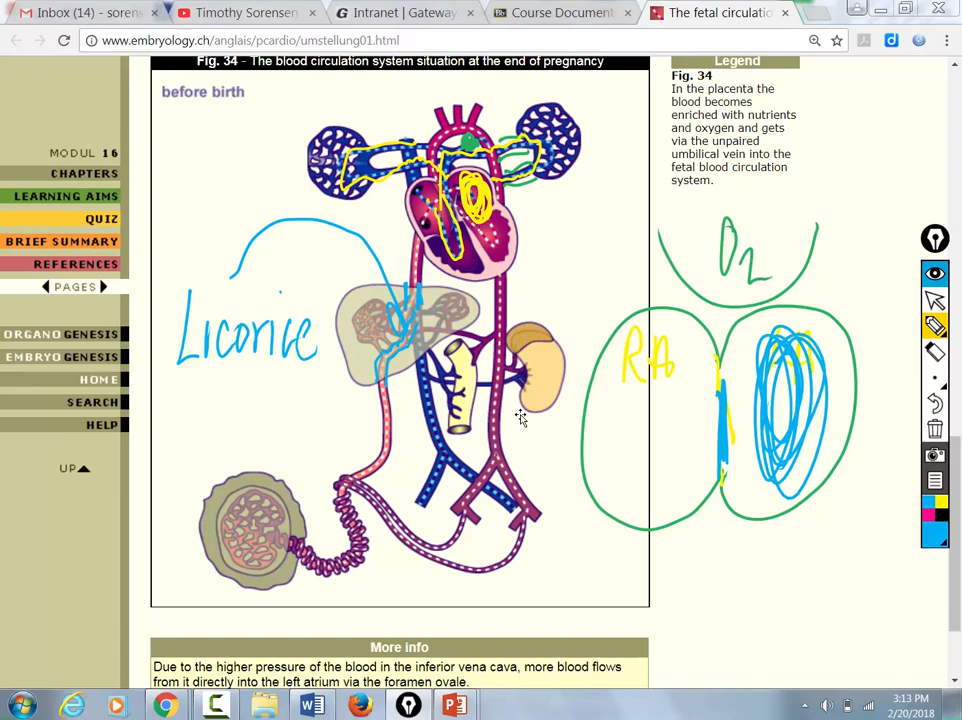 Inbox (14) - sorens
Timothy Sorensen
Intranet | Gateway
Course Document
The fetal circulatio
www.embryology.ch/anglais/pcardio/umstellung01.html
Fig. 34 - The blood circulation system situation at the end of pregnancy
before birth
Legend
Fig. 34
In the placenta the
blood becomes
enriched with nutrients
and oxygen and gets
via the unpaired
umbilical vein into the
fetal blood circulation
system.
MODUL 16
CHAPTERS
LEARNING AIMS
QUIZ
BRIEF SUMMARY
REFERENCES
PAGES
ORGANO GENESIS
EMBRYO GENESIS
HOME
SEARCH
HELP
UP
Licorice
O2
RA
More info
Due to the higher pressure of the blood in the inferior vena cava, more blood flows
from it directly into the left atrium via the foramen ovale.
3:13 PM
2/20/2018